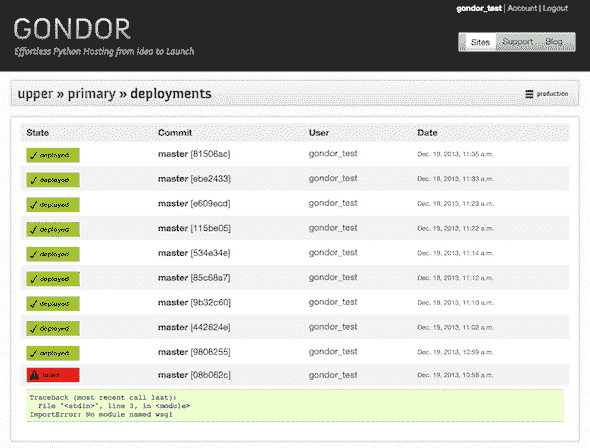 gondor_test | Account | Logout
GONDOR
Effortless Python Hosting from Idea to Launch
Sites Support Blog
upper » primary » deployments production
State Commit User Date
deployed master [81506ac] gondor_test Dec. 19, 2013, 11:35 a.m.
deployed master [ebe2433] gondor_test Dec. 19, 2013, 11:33 a.m.
deployed master [e609ecd] gondor_test Dec. 19, 2013, 11:23 a.m.
deployed master [115be05] gondor_test Dec. 19, 2013, 11:22 a.m.
deployed master [534e34e] gondor_test Dec. 19, 2013, 11:14 a.m.
deployed master [85c68a7] gondor_test Dec. 19, 2013, 11:12 a.m.
deployed master [9b32c60] gondor_test Dec. 19, 2013, 11:10 a.m.
deployed master [442824e] gondor_test Dec. 19, 2013, 11:02 a.m.
deployed master [9808255] gondor_test Dec. 19, 2013, 10:59 a.m.
failed master [08b062c] gondor_test Dec. 19, 2013, 10:58 a.m.
Traceback (most recent call last):
File "<stdin>", line 3, in <module>
ImportError: No module named wsgi